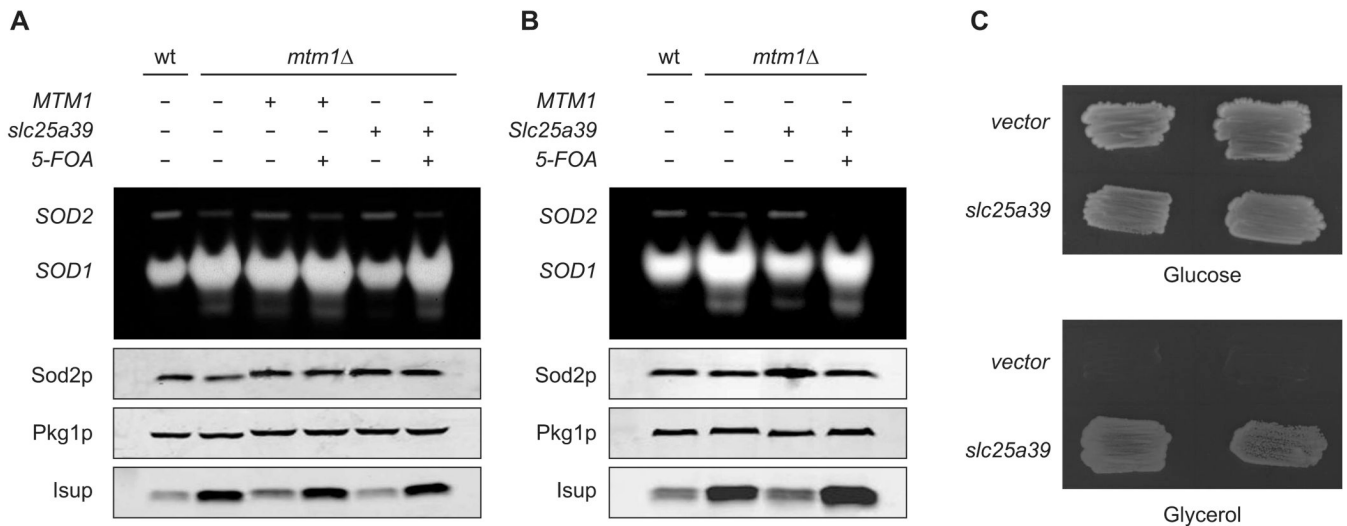 A
wt mtm1Δ
MTM1 – – + + – –
slc25a39 – – – – + +
5-FOA – – – + – +
SOD2
SOD1
Sod2p
Pkg1p
Isup
B
wt mtm1Δ
MTM1 – – – –
Slc25a39 – – + +
5-FOA – – – +
SOD2
SOD1
Sod2p
Pkg1p
Isup
C
vector
slc25a39
Glucose
vector
slc25a39
Glycerol